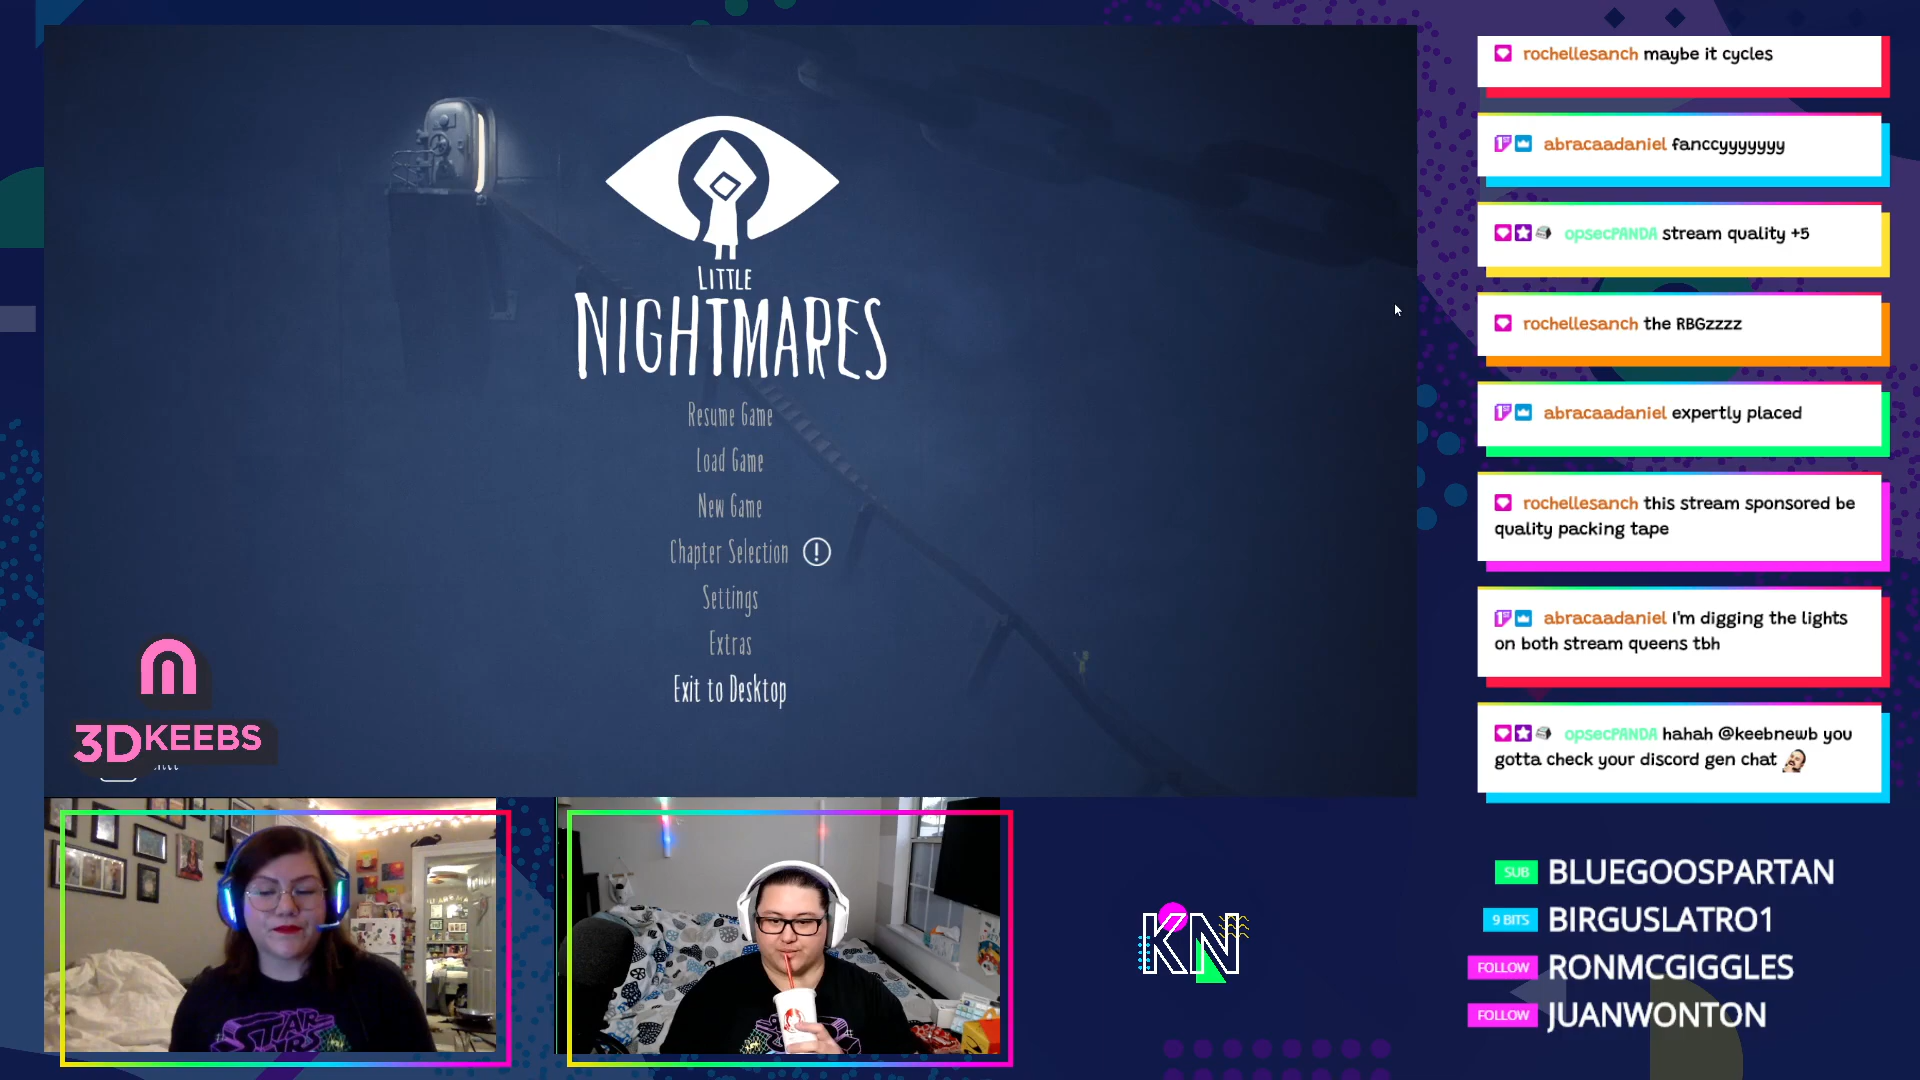 LITTLE
NIGHTMARES
Resume Game
Load Game
New Game
Chapter Selection
Settings
Extras
Exit to Desktop
3DKEEBS
rochellesanch maybe it cycles
abracaadaniel fanccyyyyyyy
opsecPANDA stream quality +5
rochellesanch the RBGzzzz
abracaadaniel expertly placed
rochellesanch this stream sponsored be
quality packing tape
abracaadaniel I'm digging the lights
on both stream queens tbh
opsecPANDA hahah @keebnewb you
gotta check your discord gen chat
STAR
KN
SUB BLUEGOOSPARTAN
9 BITS BIRGUSLATRO1
FOLLOW RONMCGIGGLES
FOLLOW JUANWONTON